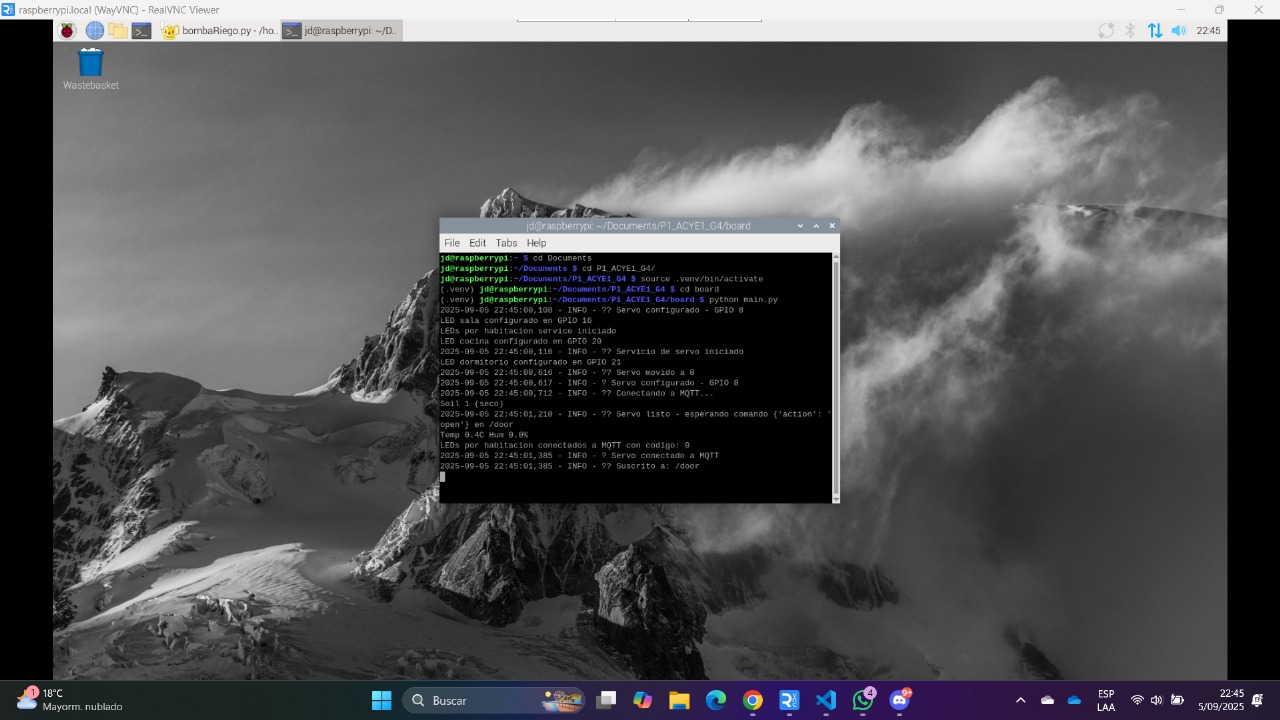 raspberrypi.local (WayVNC) - RealVNC Viewer
bombaRiego.py - /ho.. jd@raspberrypi: ~/D.. 22:45
Wastebasket
jd@raspberrypi: ~/Documents/P1_ACYE1_G4/board
File Edit Tabs Help
jd@raspberrypi:~ $ cd Documents
jd@raspberrypi:~/Documents $ cd P1_ACYE1_G4/
jd@raspberrypi:~/Documents/P1_ACYE1_G4 $ source .venv/bin/activate
(.venv) jd@raspberrypi:~/Documents/P1_ACYE1_G4 $ cd board
(.venv) jd@raspberrypi:~/Documents/P1_ACYE1_G4/board $ python main.py
2025-09-05 22:45:00,108 - INFO - ?? Servo configurado - GPIO 8
LED sala configurado en GPIO 16
LEDs por habitacion service iniciado
LED cocina configurado en GPIO 20
2025-09-05 22:45:00,116 - INFO - ?? Servicio de servo iniciado
LED dormitorio configurado en GPIO 21
2025-09-05 22:45:00,616 - INFO - ?? Servo movido a 0
2025-09-05 22:45:00,617 - INFO - ? Servo configurado - GPIO 8
2025-09-05 22:45:00,712 - INFO - ?? Conectando a MQTT...
Soil 1 (seco)
2025-09-05 22:45:01,210 - INFO - ?? Servo listo - esperando comando {'action': '
open'} en /door
Temp 0.4C Hum 0.0%
LEDs por habitacion conectados a MQTT con codigo: 0
2025-09-05 22:45:01,385 - INFO - ? Servo conectado a MQTT
2025-09-05 22:45:01,385 - INFO - ?? Suscrito a: /door
1 18°C
Mayorm. nublado
Buscar
4
9+
ESP
LAA
22:45
5/09/2025